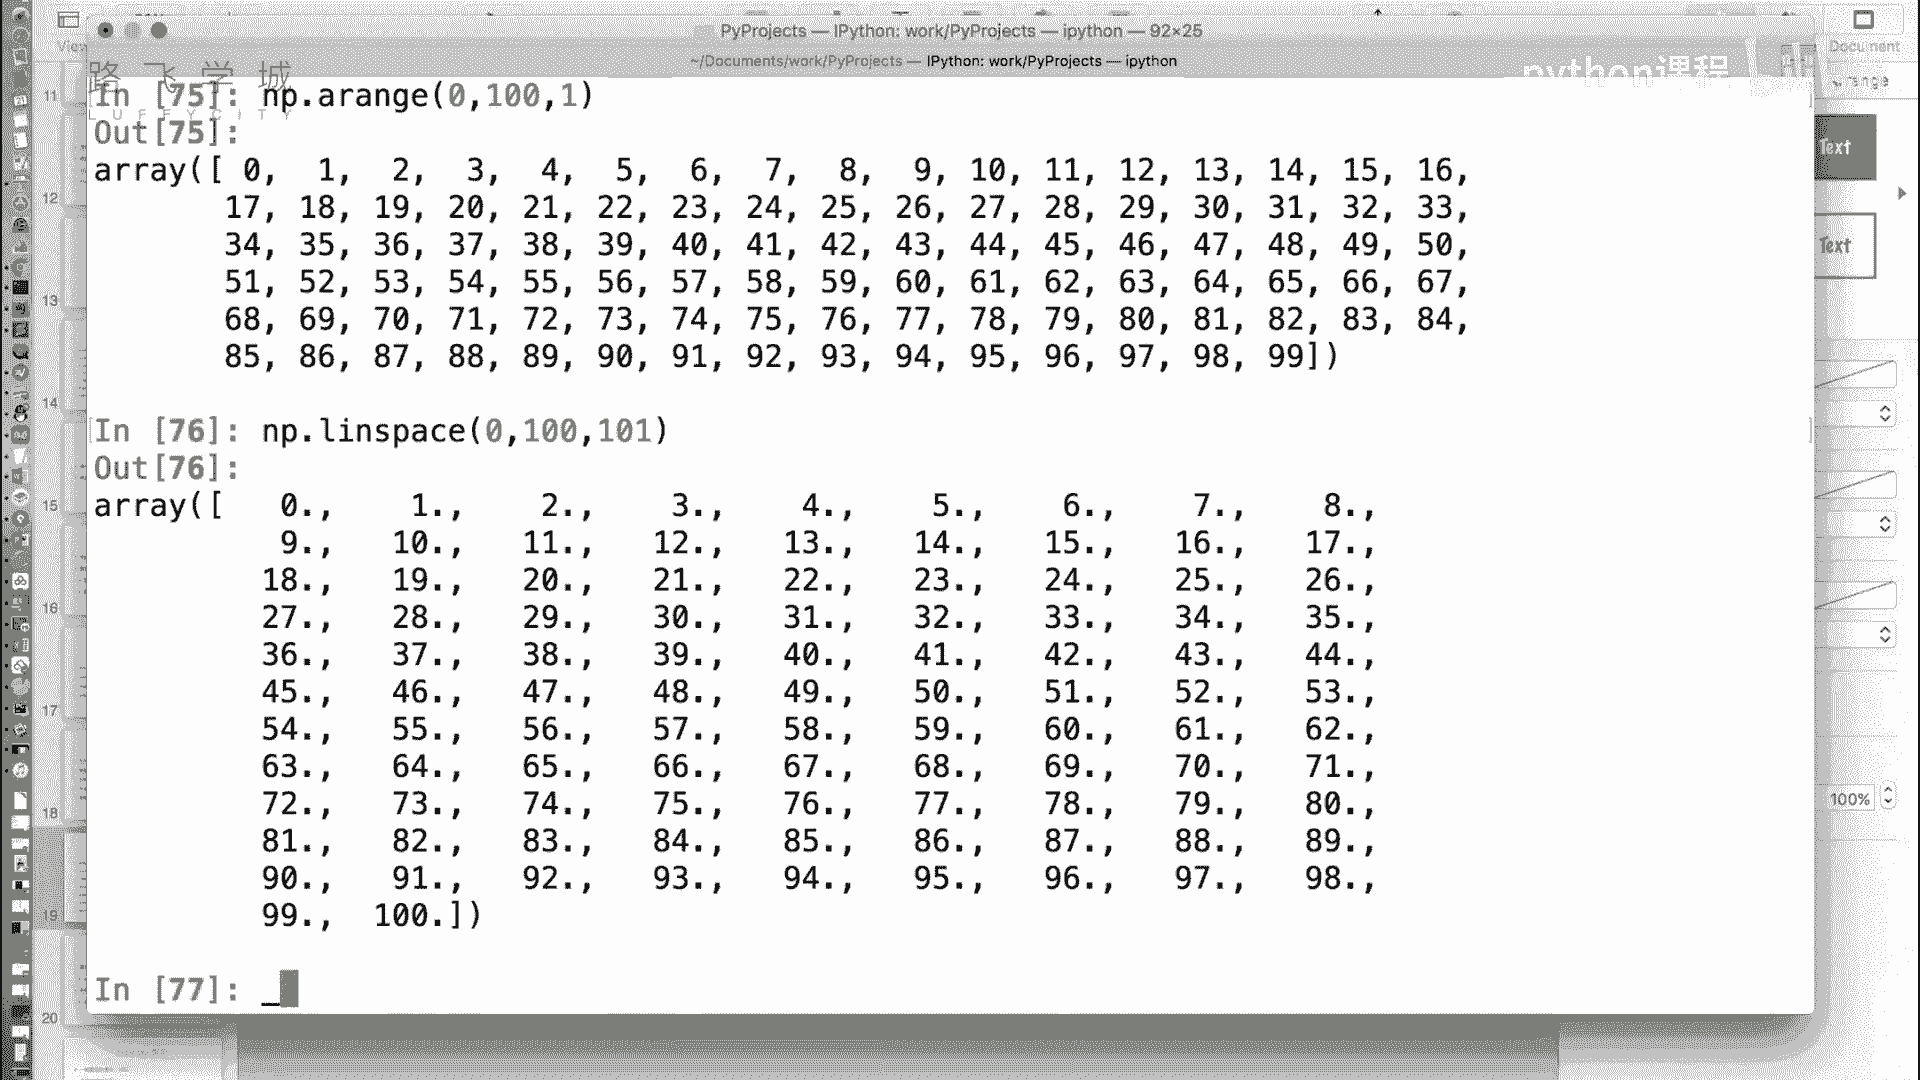 PyProjects — IPython: work/PyProjects — ipython — 92×25
~/Documents/work/PyProjects — IPython: work/PyProjects — ipython
Document
路飞学城
LUFFYCITY
python课程
In [75]: np.arange(0,100,1)
Out[75]:
array([ 0, 1, 2, 3, 4, 5, 6, 7, 8, 9, 10, 11, 12, 13, 14, 15, 16,
17, 18, 19, 20, 21, 22, 23, 24, 25, 26, 27, 28, 29, 30, 31, 32, 33,
34, 35, 36, 37, 38, 39, 40, 41, 42, 43, 44, 45, 46, 47, 48, 49, 50,
51, 52, 53, 54, 55, 56, 57, 58, 59, 60, 61, 62, 63, 64, 65, 66, 67,
68, 69, 70, 71, 72, 73, 74, 75, 76, 77, 78, 79, 80, 81, 82, 83, 84,
85, 86, 87, 88, 89, 90, 91, 92, 93, 94, 95, 96, 97, 98, 99])
In [76]: np.linspace(0,100,101)
Out[76]:
array([ 0., 1., 2., 3., 4., 5., 6., 7., 8.,
9., 10., 11., 12., 13., 14., 15., 16., 17.,
18., 19., 20., 21., 22., 23., 24., 25., 26.,
27., 28., 29., 30., 31., 32., 33., 34., 35.,
36., 37., 38., 39., 40., 41., 42., 43., 44.,
45., 46., 47., 48., 49., 50., 51., 52., 53.,
54., 55., 56., 57., 58., 59., 60., 61., 62.,
63., 64., 65., 66., 67., 68., 69., 70., 71.,
72., 73., 74., 75., 76., 77., 78., 79., 80.,
81., 82., 83., 84., 85., 86., 87., 88., 89.,
90., 91., 92., 93., 94., 95., 96., 97., 98.,
99., 100.])
In [77]: _
11
12
13
14
15
16
17
18
19
20
Text
Text
100%